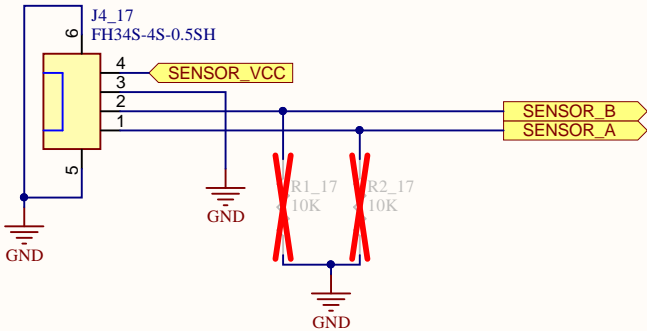 J4_17
FH34S-4S-0.5SH
6
4
SENSOR_VCC
3
2
SENSOR_B
1
SENSOR_A
5
R1_17
R2_17
10K
10K
GND
GND
GND